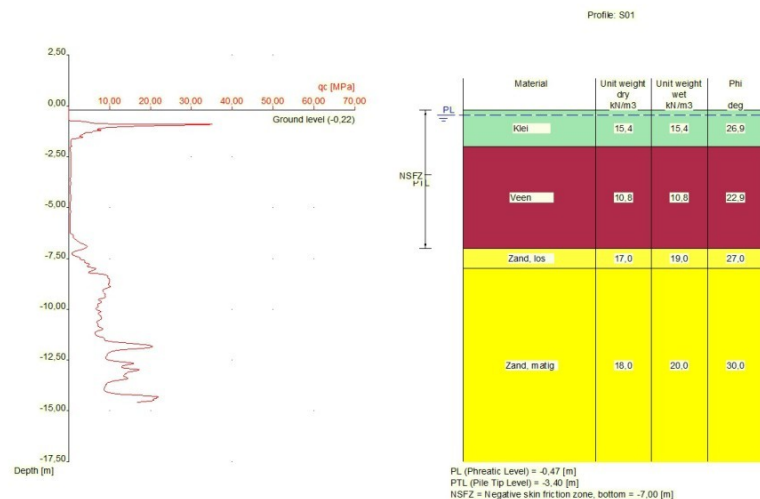 Profile: S01
2,50
qc [MPa]
0,00 10,00 20,00 30,00 40,00 50,00 60,00 70,00
Ground level (-0,22)
-2,50
-5,00
-7,50
-10,00
-12,50
-15,00
-17,50
Depth [m]
Material
Unit weight
dry
kN/m3
Unit weight
wet
kN/m3
Phi
deg
PL
NSFZ
PTL
Klei 15,4 15,4 26,9
Veen 10,8 10,8 22,9
Zand, los 17,0 19,0 27,0
Zand, matig 18,0 20,0 30,0
PL (Phreatic Level) = -0,47 [m]
PTL (Pile Tip Level) = -3,40 [m]
NSFZ = Negative skin friction zone, bottom = -7,00 [m]